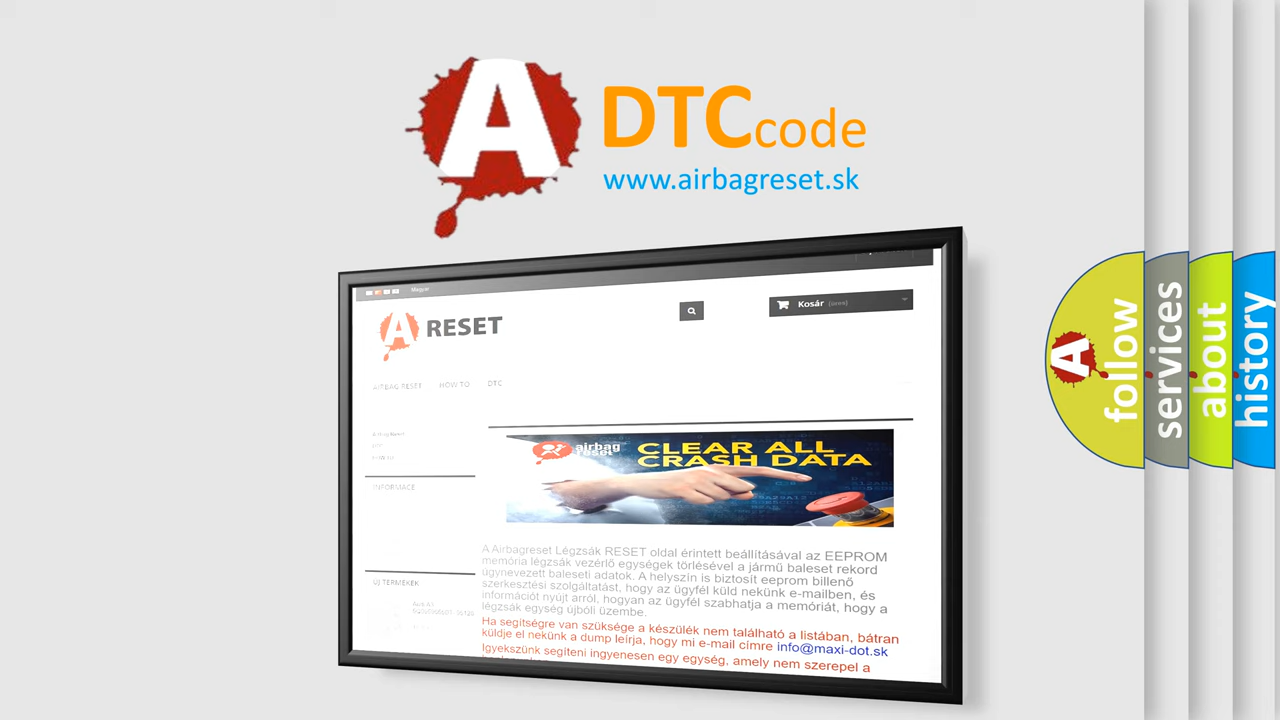 A DTCcode
www.airbagreset.sk
Magyar
A RESET
Kosár (üres)
AIRBAG RESET HOW TO DTC
INFORMACE
airbag
reset
CLEAR ALL
CRASH DATA
A Airbagreset Légzsák RESET oldal érintett beállításával az EEPROM
memória légzsák vezérlő egységek törlésével a jármű baleset rekord
úgynevezett baleseti adatok. A helyszín is biztosít eeprom billenő
szerkesztési szolgáltatást, hogy az ügyfél küld nekünk e-mailben, és
információt nyújt arról, hogyan az ügyfél szabhatja a memóriát, hogy a
légzsák egység újbóli üzembe.
Ha segítségre van szüksége a készülék nem található a listában, bátran
küldje el nekünk a dump leírja, hogy mi e-mail címre info@maxi-dot.sk
Igyekszünk segíteni ingyenesen egy egység, amely nem szerepel a
ÚJ TERMÉKEK
A follow
services
about
history